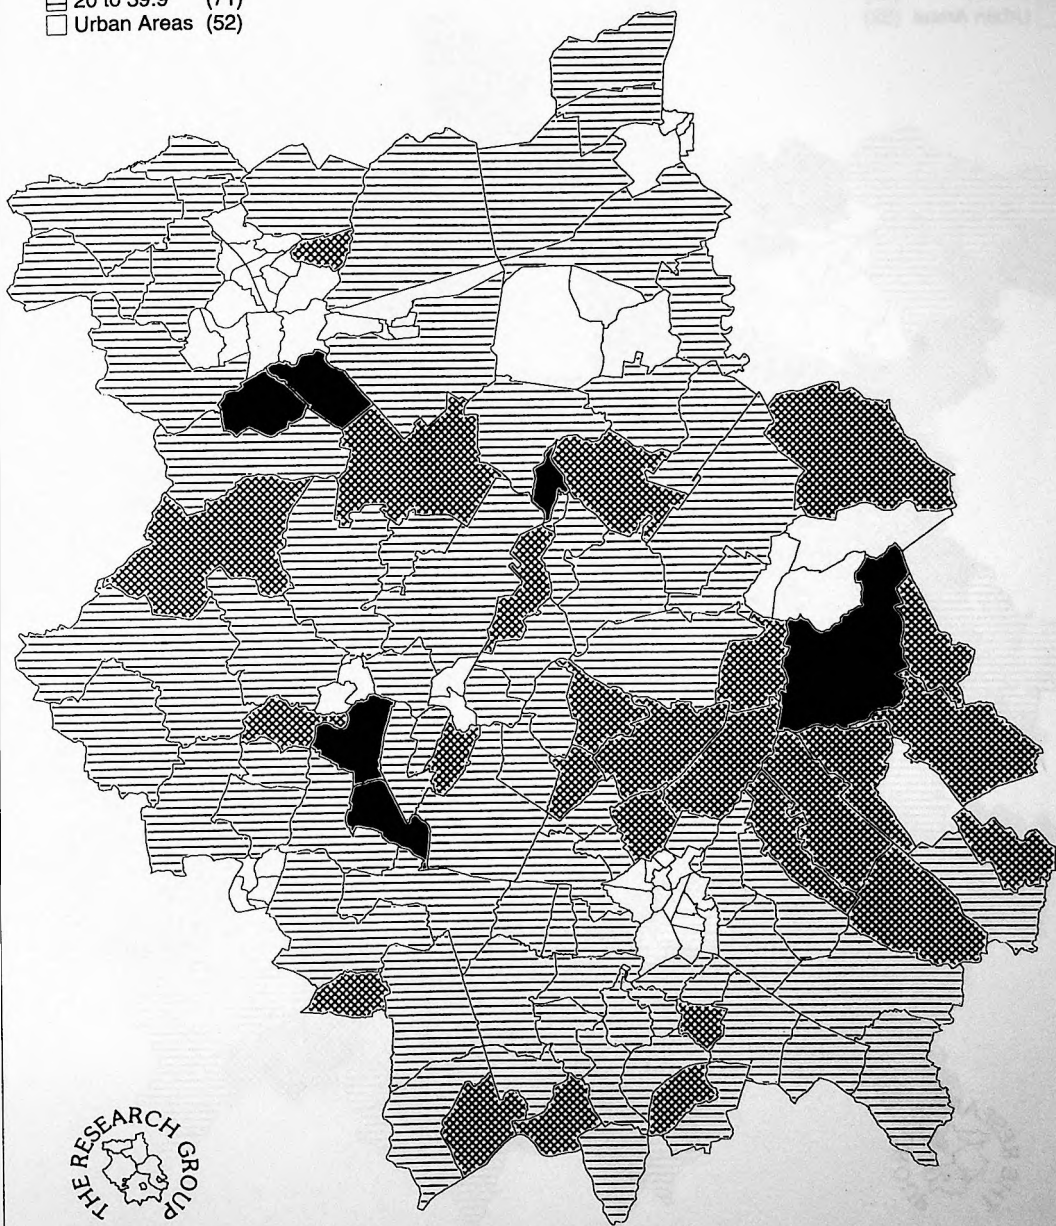 20 to 39.9 (71)
Urban Areas (52)
THE RESEARCH GROUP